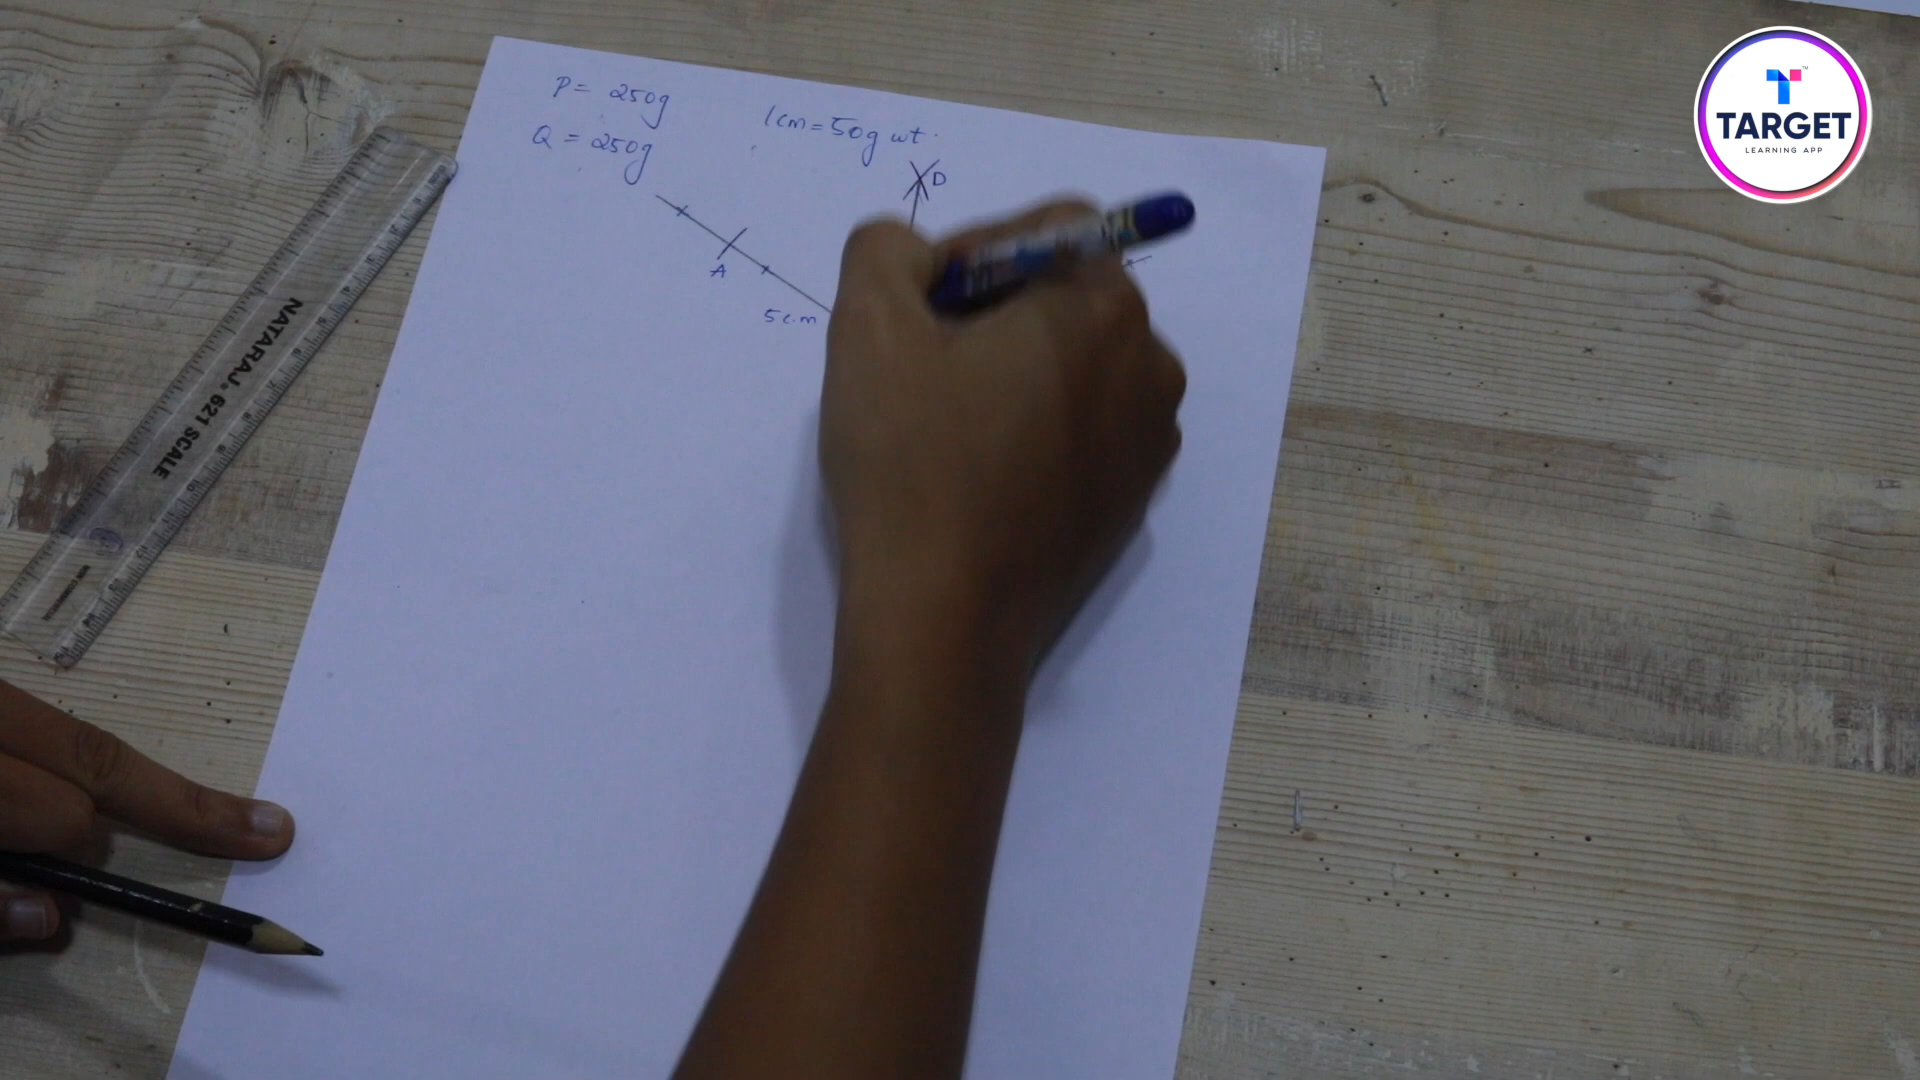 P = 250g
Q = 250g
1cm = 50g wt.
D
A
5c.m
NATARAJ. 621 SCALE
TARGET
LEARNING APP